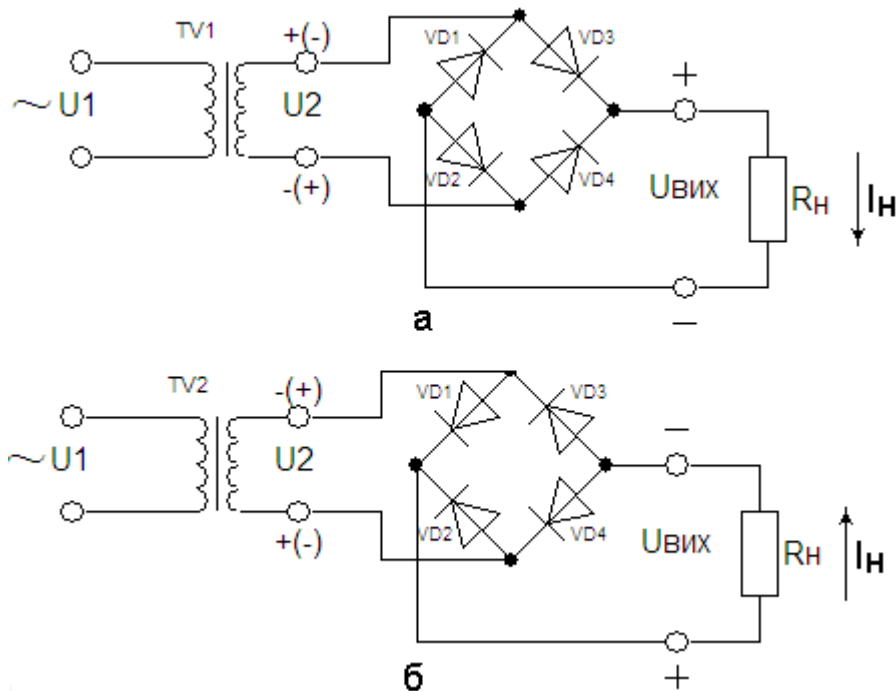 TV1
+(-)
VD1
VD3
+
~ U1
U2
-(+)
VD2
VD4
Uвих
Rн
Iн
–
а
TV2
-(+)
VD1
VD3
–
~ U1
U2
+(-)
VD2
VD4
Uвих
Rн
Iн
+
б